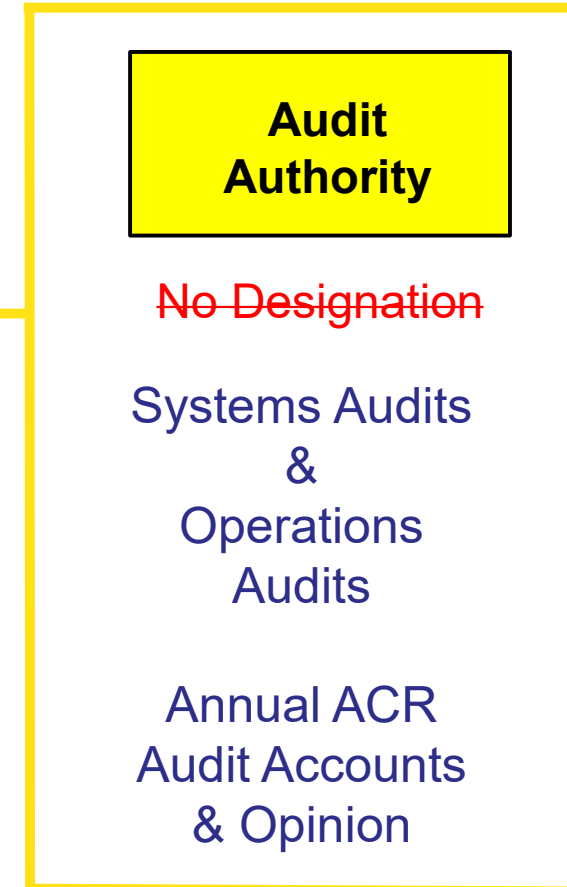 Audit
Authority
No Designation
Systems Audits
&
Operations
Audits
Annual ACR
Audit Accounts
& Opinion